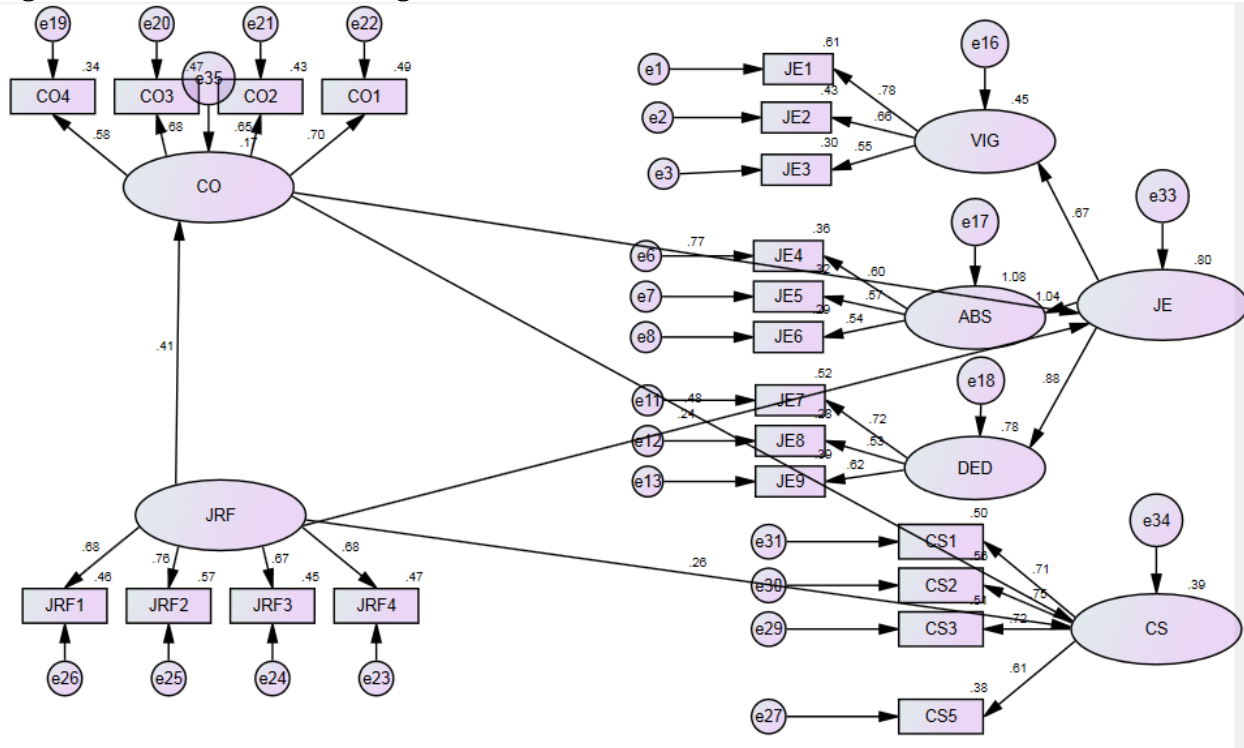 e19 e20 e21 e22
.34 .47 .43 .49
e35
CO4 CO3 CO2 CO1
.58 .68 .65 .70
.17
CO
.41
JRF
.68 .76 .67 .68
.46 .57 .45 .47
JRF1 JRF2 JRF3 JRF4
e26 e25 e24 e23
.77
.48
.24
.26
e16
.61
e1 JE1
.78 .45
.43
e2 JE2
.66 VIG
.30 .55
e3 JE3
.67
e33
e17
.36 .80
e6 JE4
.32 .60 1.08
1.04 JE
e7 JE5
.57 ABS
.29
e8 JE6
.54
.88
e18
.52
e11 JE7
.72 .78
.28
e12 JE8
.53 DED
.39
e13 JE9
.62
e34
.50
e31 CS1
.71 .39
e30 CS2
.75
.51
e29 CS3
.72 CS
.61
.38
e27 CS5